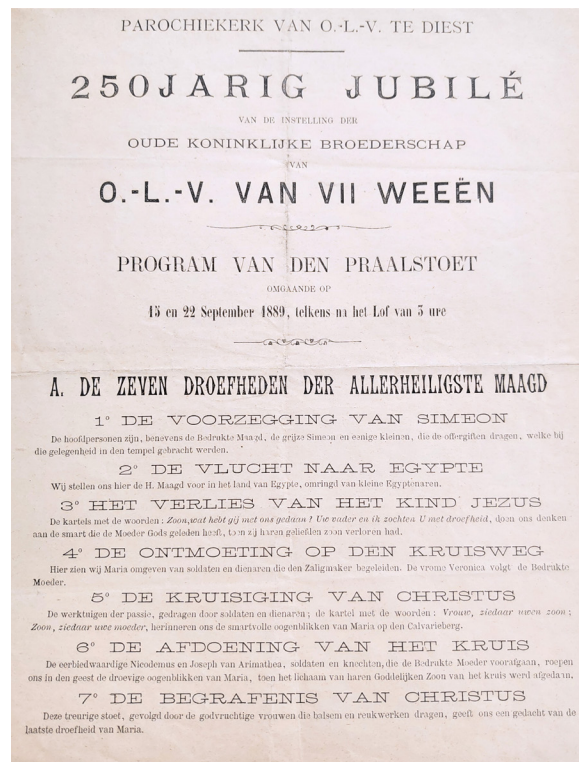 PAROCHIEKERK VAN O.-L.-V. TE DIEST
250JARIG JUBILÉ
VAN DE INSTELLING DER
OUDE KONINKLIJKE BROEDERSCHAP
VAN
O.-L.-V. VAN VII WEEËN
PROGRAM VAN DEN PRAALSTOET
OMGAANDE OP
15 en 22 September 1889, telkens na het Lof van 3 ure
A. DE ZEVEN DROEFHEDEN DER ALLERHEILIGSTE MAAGD
1° DE VOORZEGGING VAN SIMEON
De hoofdpersonen zijn, benevens de Bedrukte Maagd, de grijze Simeon en eenige kleinen, die de offergiften dragen, welke bij
die gelegenheid in den tempel gebracht werden.
2° DE VLUCHT NAAR EGYPTE
Wij stellen ons hier de H. Maagd voor in het land van Egypte, omringd van kleine Egyptenaren.
3° HET VERLIES VAN HET KIND JEZUS
De kartels met de woorden : Zoon, wat hebt gij met ons gedaan ! Uw vader en ik zochten U met droefheid, doen ons denken
aan de smart die de Moeder Gods geleden heeft, toen zij haren geliefden zoon verloren had.
4° DE ONTMOETING OP DEN KRUISWEG
Hier zien wij Maria omgeven van soldaten en dienaren die den Zaligmaker begeleiden. De vrome Veronica volgt de Bedrukte
Moeder.
5° DE KRUISIGING VAN CHRISTUS
De werktuigen der passie, gedragen door soldaten en dienaren ; de kartel met de woorden : Vrouw, ziedaar uwen zoon ;
Zoon, ziedaar uwe moeder, herinneren ons de smartvolle oogenblikken van Maria op den Calvarieberg.
6° DE AFDOENING VAN HET KRUIS
De eerbiedwaardige Nicodemus en Joseph van Arimathea, soldaten en knechten, die de Bedrukte Moeder voorafgaan, roepen
ons in den geest de droevige oogenblikken van Maria, toen het lichaam van haren Goddelijken Zoon van het kruis werd afgedaan.
7° DE BEGRAFENIS VAN CHRISTUS
Deze treurige stoet, gevolgd door de godvruchtige vrouwen die balsem en reukwerken dragen, geeft ons een gedacht van de
laatste droefheid van Maria.